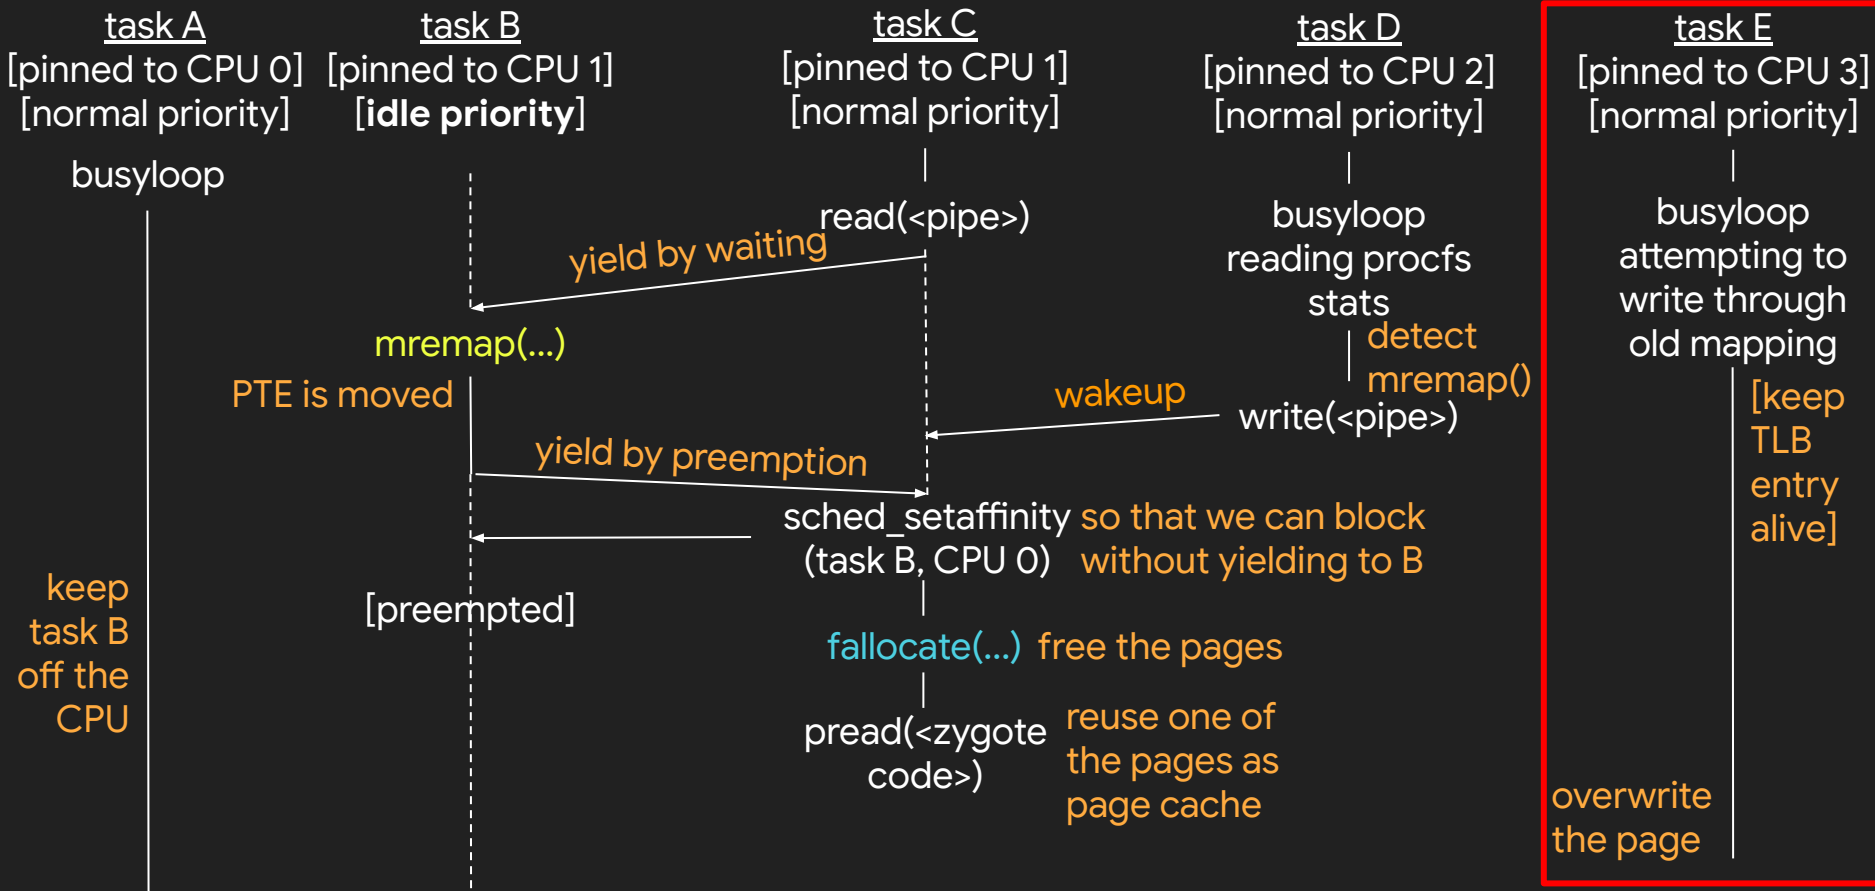 task A
[pinned to CPU 0]
[normal priority]
busyloop
keep
task B
off the
CPU
task B
[pinned to CPU 1]
[idle priority]
yield by waiting
mremap(...)
PTE is moved
yield by preemption
[preempted]
task C
[pinned to CPU 1]
[normal priority]
read(<pipe>)
wakeup
sched_setaffinity
(task B, CPU 0)
so that we can block
without yielding to B
fallocate(...)
free the pages
pread(<zygote
code>)
reuse one of
the pages as
page cache
task D
[pinned to CPU 2]
[normal priority]
busyloop
reading procfs
stats
detect
mremap()
write(<pipe>)
task E
[pinned to CPU 3]
[normal priority]
busyloop
attempting to
write through
old mapping
[keep
TLB
entry
alive]
overwrite
the page